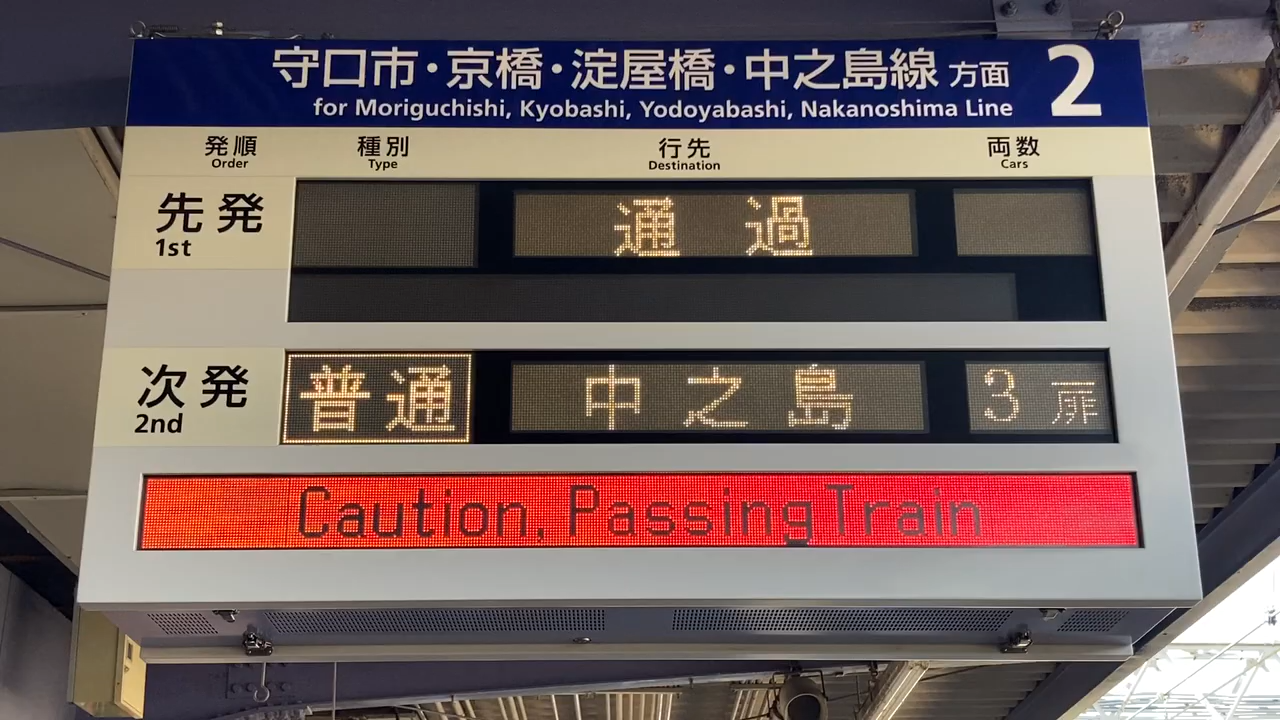 守口市・京橋・淀屋橋・中之島線 方面 2
for Moriguchishi, Kyobashi, Yodoyabashi, Nakanoshima Line
発順 種別 行先 両数
Order Type Destination Cars
先発 通過
1st
次発 普通 中之島 3扉
2nd
Caution, Passing Train